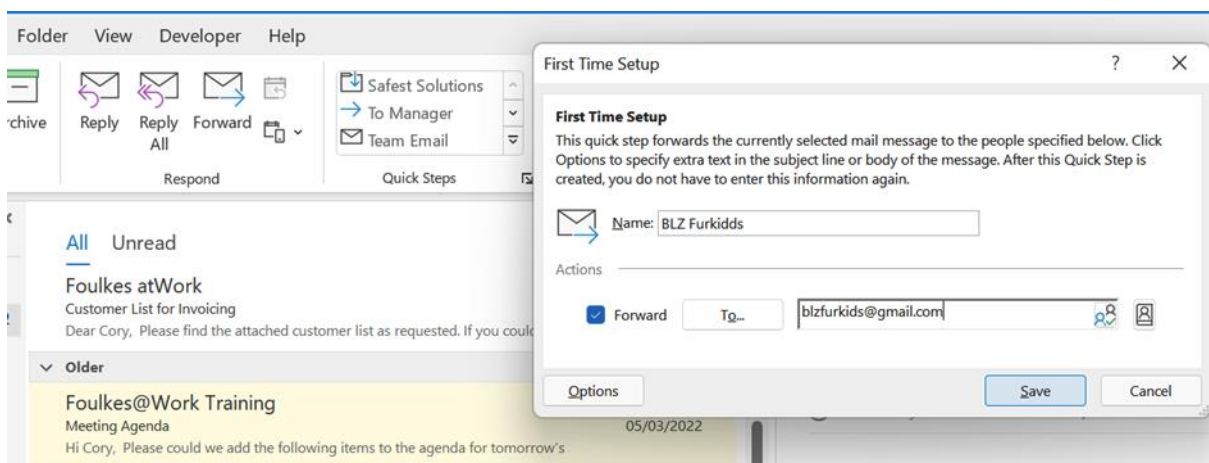 Folder View Developer Help
rchive
Reply
Reply All
Forward
Respond
Safest Solutions
To Manager
Team Email
Quick Steps
All Unread
Foulkes atWork
Customer List for Invoicing
Dear Cory, Please find the attached customer list as requested. If you could
Older
Foulkes@Work Training
Meeting Agenda
05/03/2022
Hi Cory, Please could we add the following items to the agenda for tomorrow's
First Time Setup ?
First Time Setup
This quick step forwards the currently selected mail message to the people specified below. Click
Options to specify extra text in the subject line or body of the message. After this Quick Step is
created, you do not have to enter this information again.
Name: BLZ Furkidds
Actions
Forward To... blzfurkids@gmail.com
Options Save Cancel